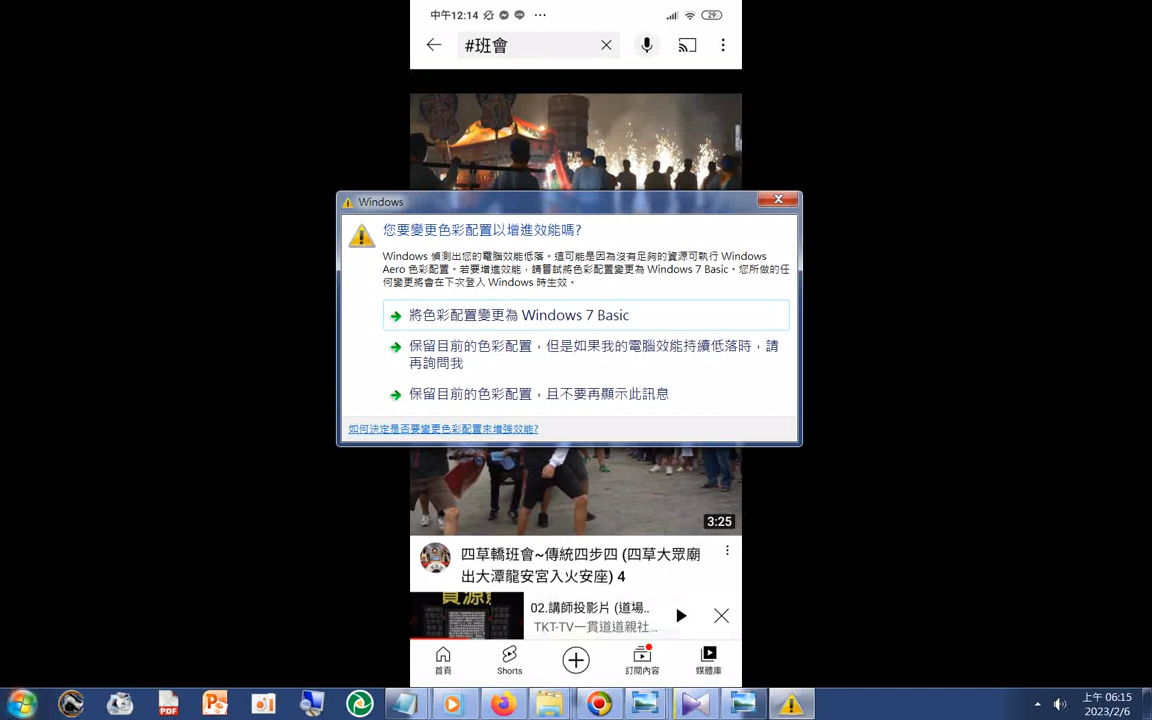 中午12:14
29
#班會
Windows
您要變更色彩配置以增進效能嗎?
Windows 偵測出您的電腦效能低落。這可能是因為沒有足夠的資源可執行 Windows
Aero 色彩配置。若要增進效能，請嘗試將色彩配置變更為 Windows 7 Basic。您所做的任
何變更將會在下次登入 Windows 時生效。
將色彩配置變更為 Windows 7 Basic
保留目前的色彩配置，但是如果我的電腦效能持續低落時，請
再詢問我
保留目前的色彩配置，且不要再顯示此訊息
如何決定是否要變更色彩配置來增強效能?
3:25
四草轎班會~傳統四步四 (四草大眾廟
出大潭龍安宮入火安座) 4
02.講師投影片 (道場..
TKT-TV一貫道道親社...
首頁
Shorts
訂閱內容
媒體庫
PDF
上午 06:15
2023/2/6